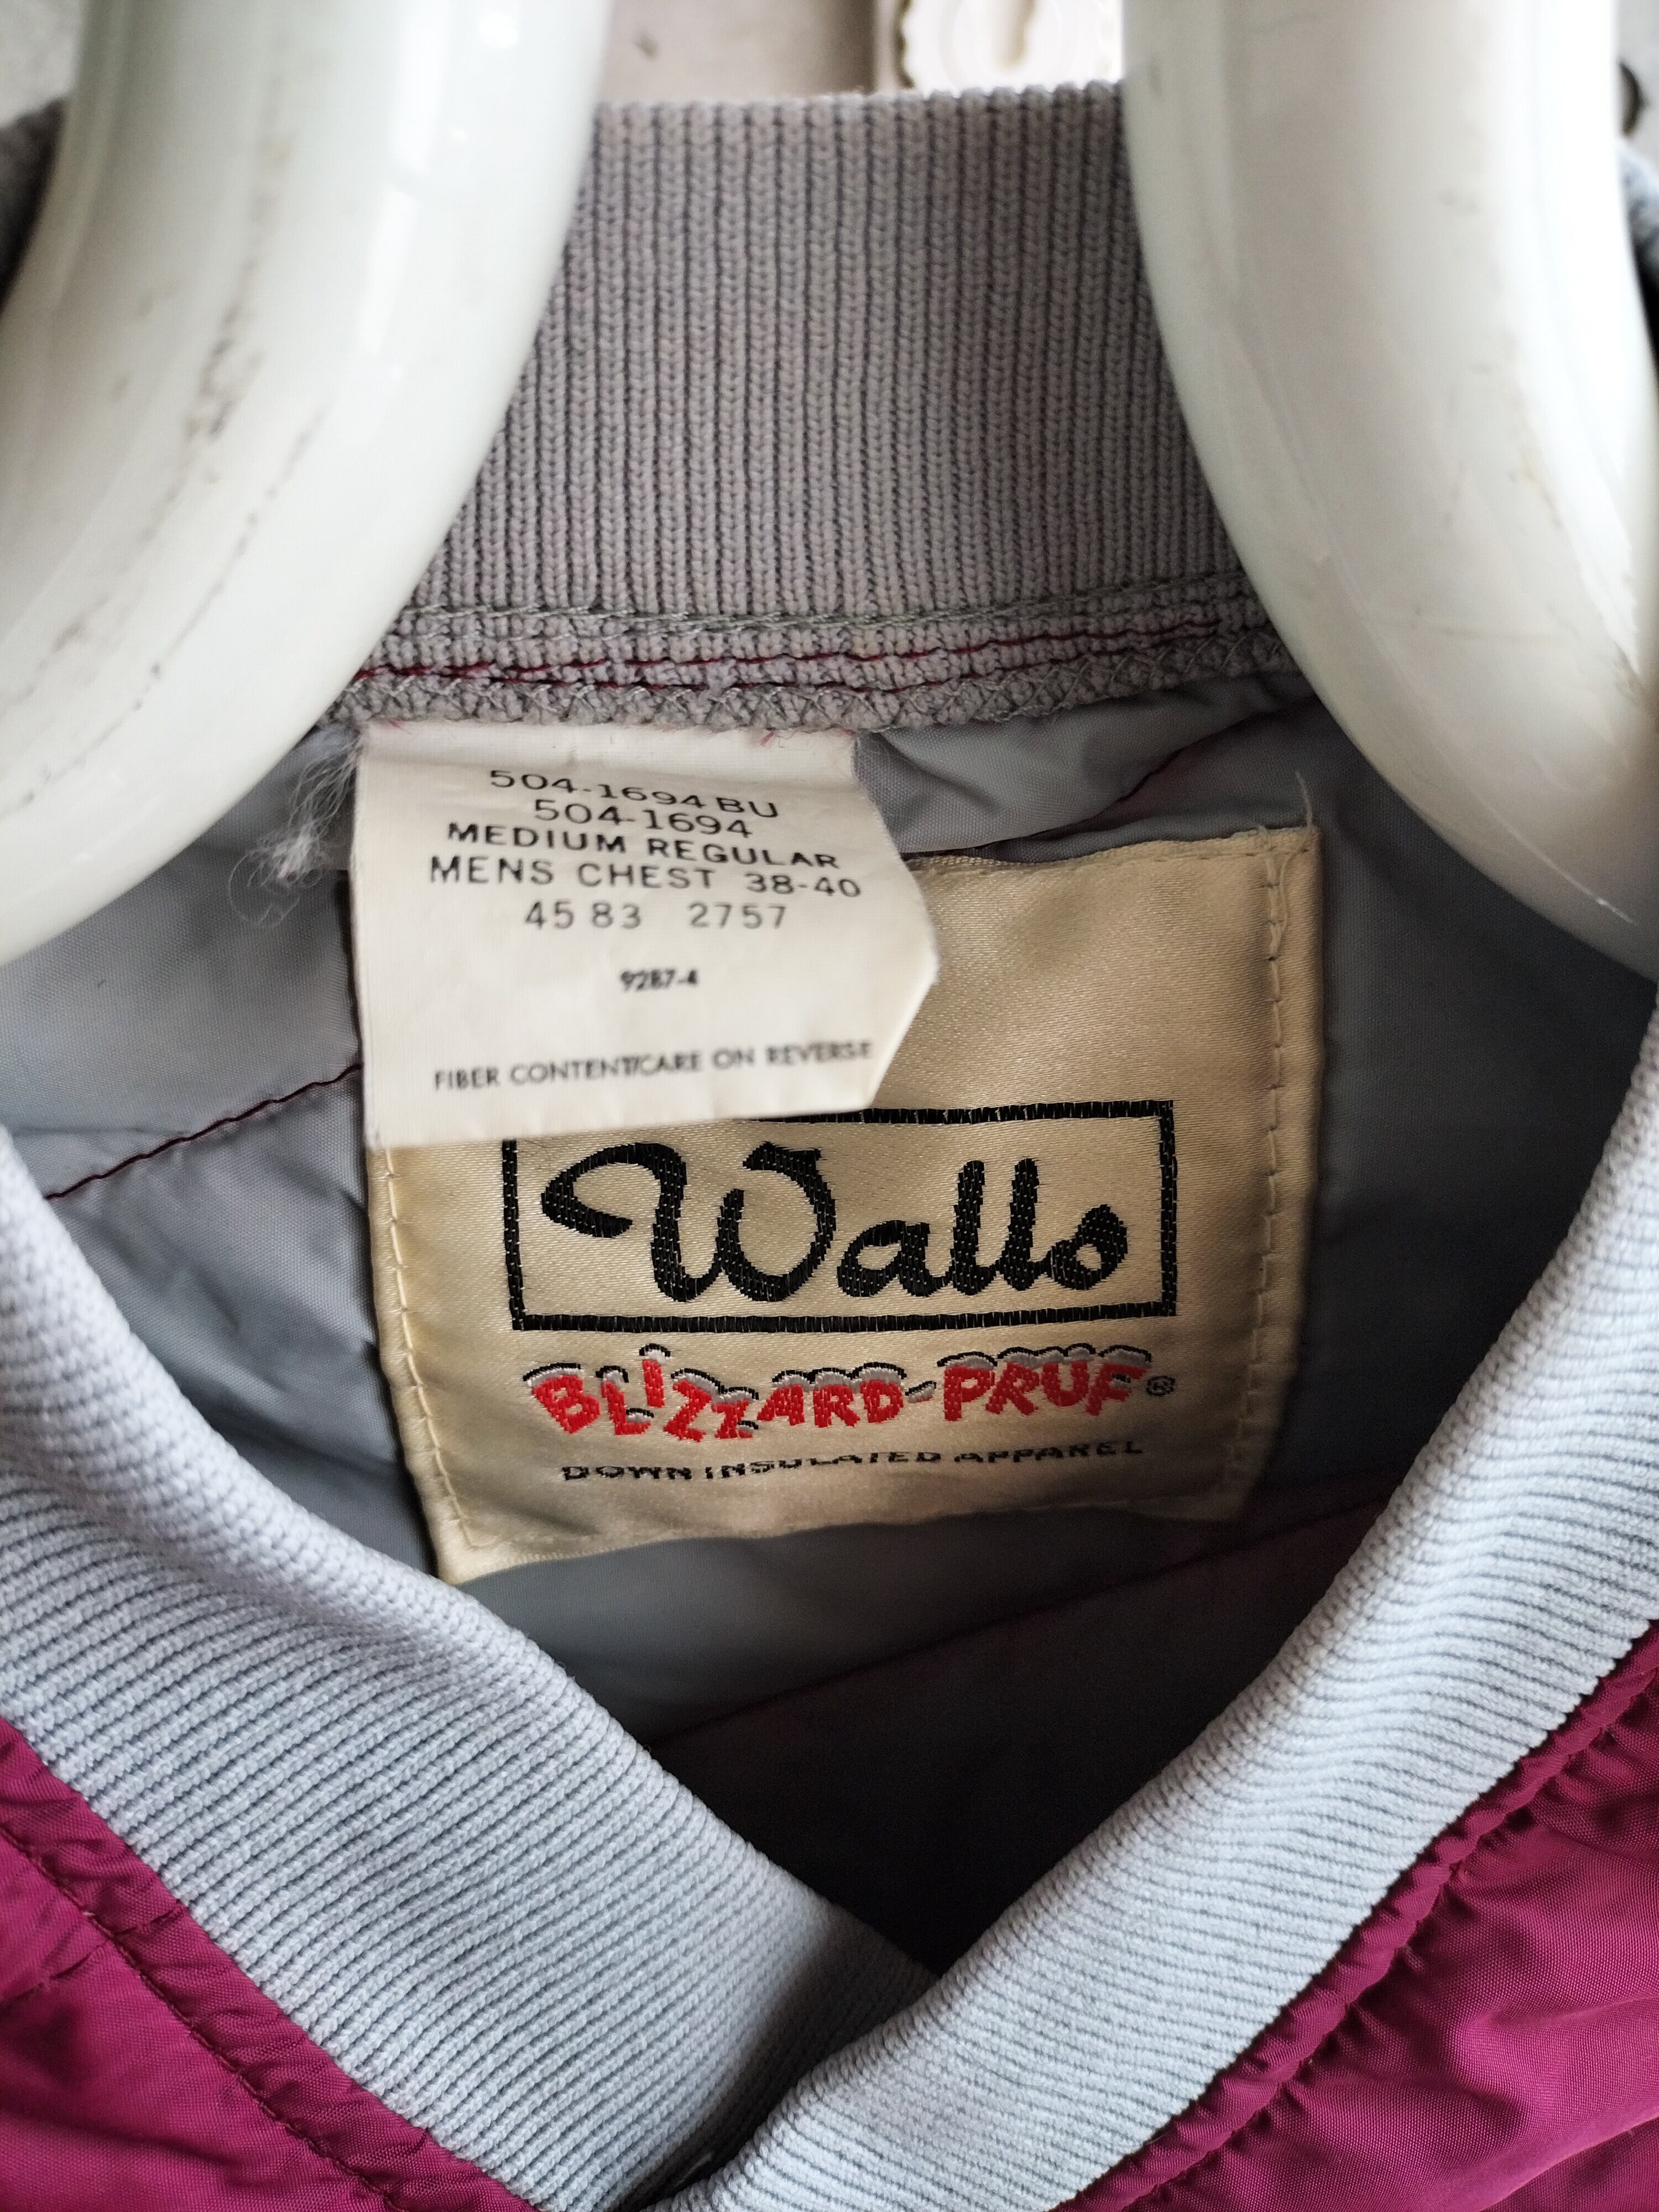 504-1694 BU
504-1694
MEDIUM REGULAR
MENS CHEST 38-40
45 83 2757
9287-4
FIBER CONTENT/CARE ON REVERSE
Walls
BLIZZARD-PRUF®
DOWN INSULATED APPAREL